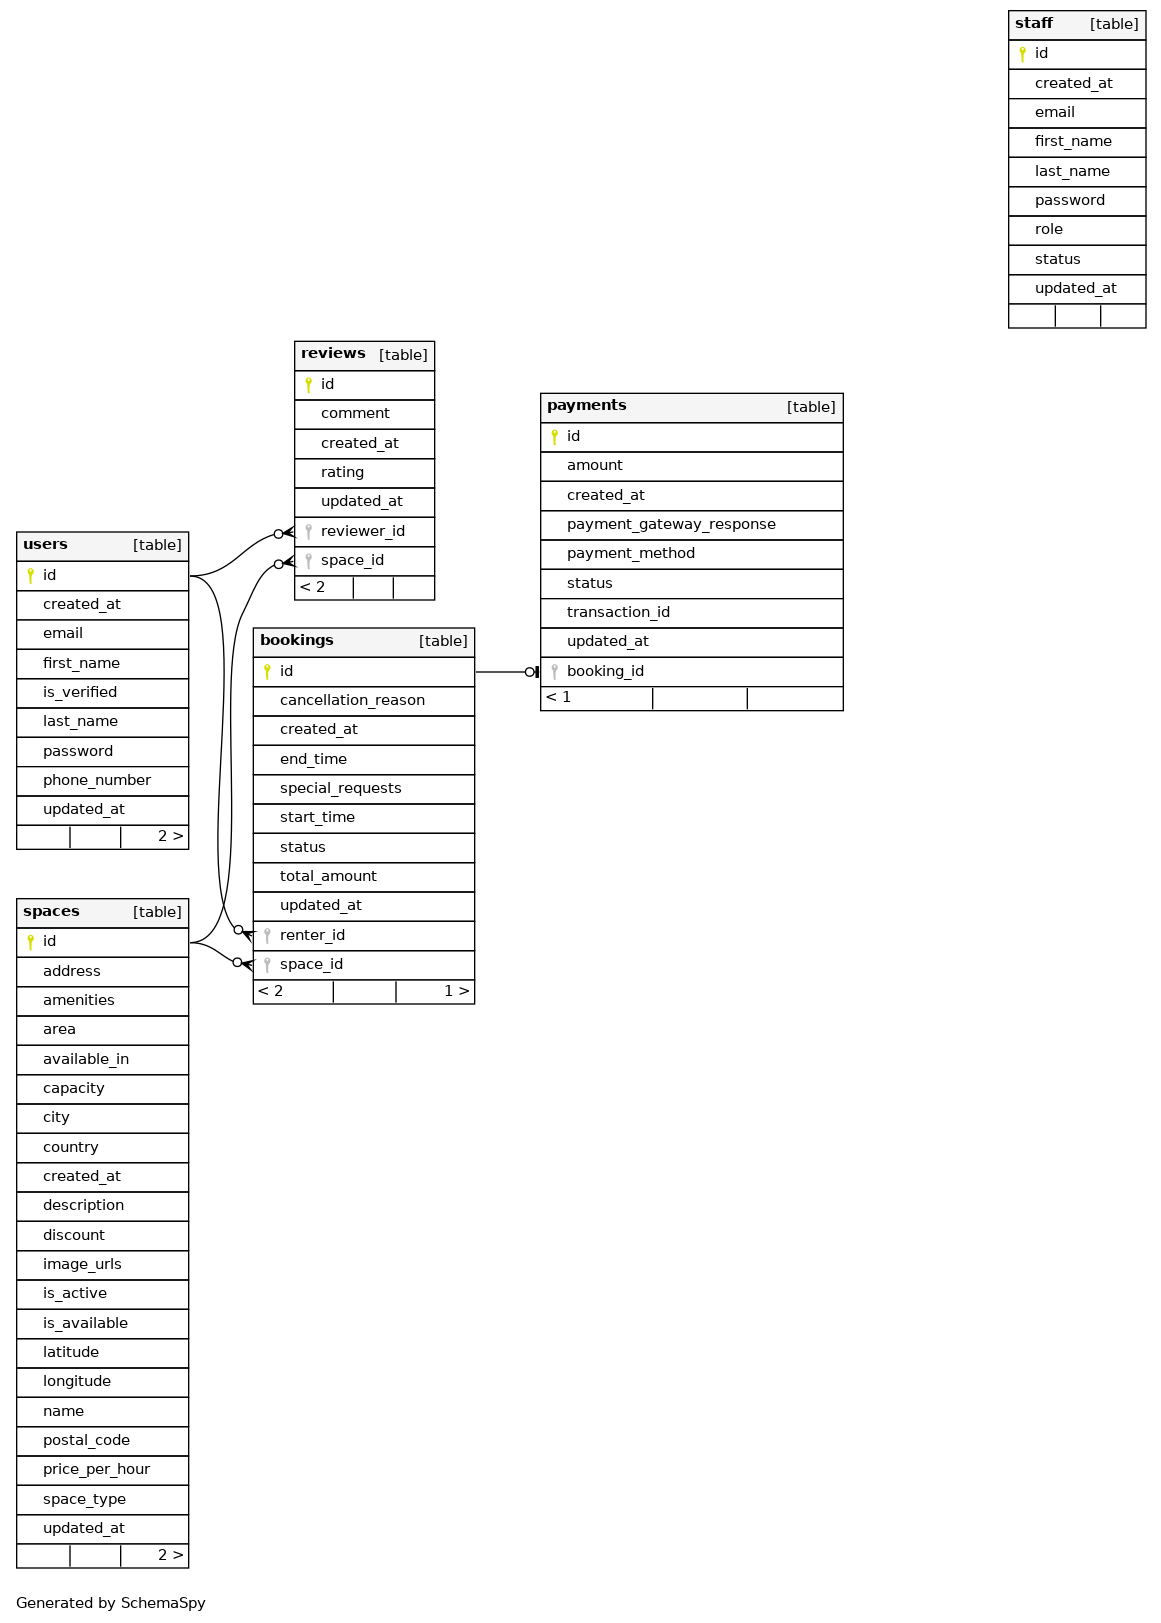 staff [table]
id
created_at
email
first_name
last_name
password
role
status
updated_at
reviews [table]
id
comment
created_at
rating
updated_at
reviewer_id
space_id
< 2
payments [table]
id
amount
created_at
payment_gateway_response
payment_method
status
transaction_id
updated_at
booking_id
< 1
users [table]
id
created_at
email
first_name
is_verified
last_name
password
phone_number
updated_at
2 >
bookings [table]
id
cancellation_reason
created_at
end_time
special_requests
start_time
status
total_amount
updated_at
renter_id
space_id
< 2 1 >
spaces [table]
id
address
amenities
area
available_in
capacity
city
country
created_at
description
discount
image_urls
is_active
is_available
latitude
longitude
name
postal_code
price_per_hour
space_type
updated_at
2 >
Generated by SchemaSpy